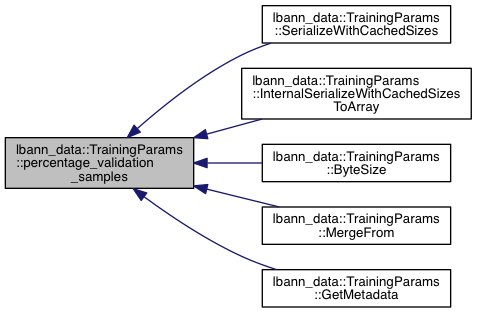 lbann_data::TrainingParams
::SerializeWithCachedSizes
lbann_data::TrainingParams
::InternalSerializeWithCachedSizes
ToArray
lbann_data::TrainingParams
::percentage_validation
_samples
lbann_data::TrainingParams
::ByteSize
lbann_data::TrainingParams
::MergeFrom
lbann_data::TrainingParams
::GetMetadata